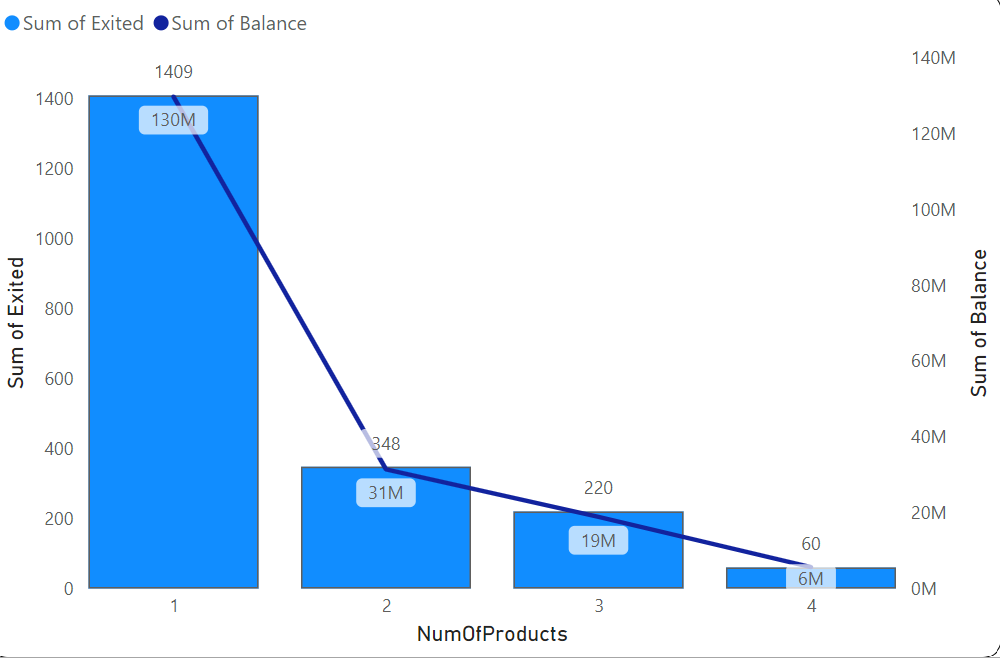 Sum of Exited Sum of Balance
140M
1409
1400
130M
120M
1200
100M
1000
80M
800
60M
600
348
40M
400
31M
220
20M
200
19M
60
6M
0
0M
1 2 3 4
NumOfProducts
Sum of Exited
Sum of Balance